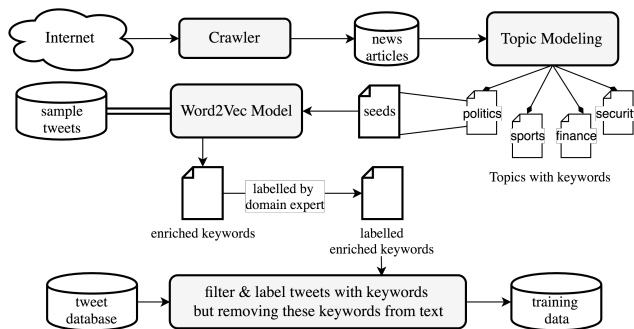 Internet
Crawler
news
articles
Topic Modeling
sample
tweets
Word2Vec Model
seeds
politics
sports
finance
securit
Topics with keywords
labelled by
domain expert
enriched keywords
labelled
enriched keywords
tweet
database
filter & label tweets with keywords
but removing these keywords from text
training
data